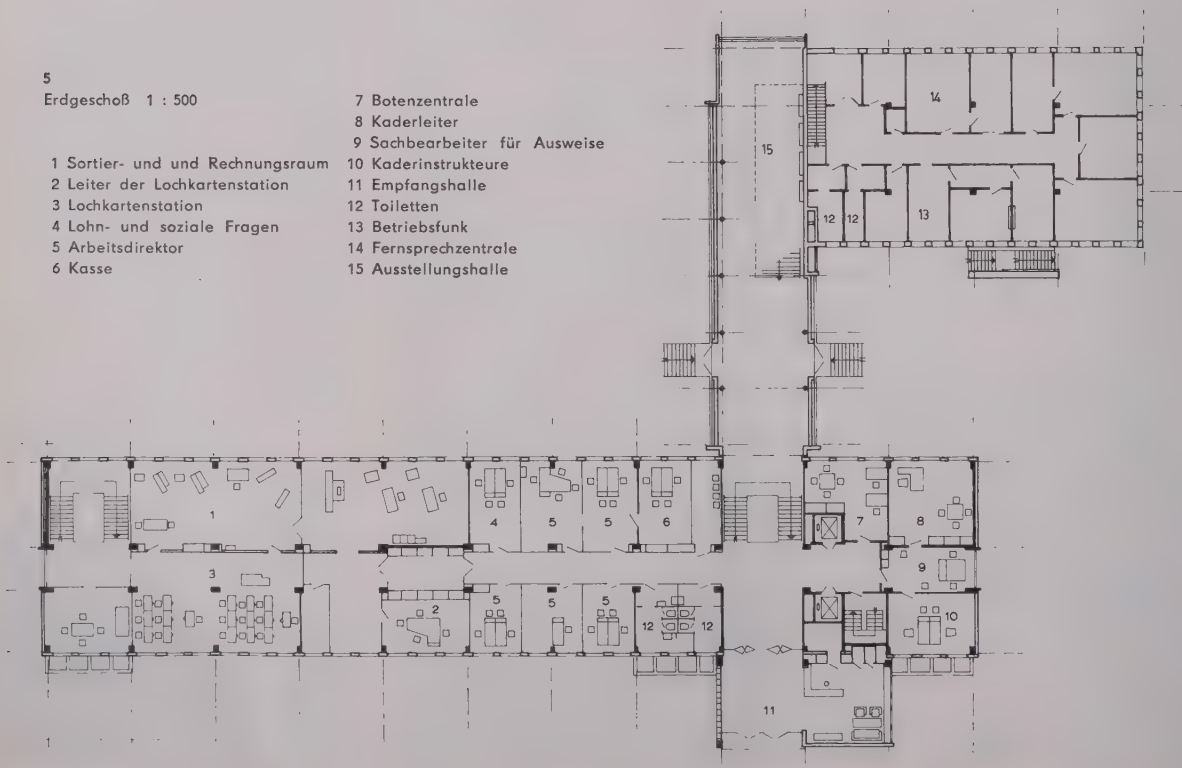 5
Erdgeschoß 1 : 500
1 Sortier- und und Rechnungsraum
2 Leiter der Lochkartenstation
3 Lochkartenstation
4 Lohn- und soziale Fragen
5 Arbeitsdirektor
6 Kasse
7 Botenzentrale
8 Kaderleiter
9 Sachbearbeiter für Ausweise
10 Kaderinstrukteure
11 Empfangshalle
12 Toiletten
13 Betriebsfunk
14 Fernsprechzentrale
15 Ausstellungshalle
14
15
12 12 13
1 4 5 5 6 7 8
3 9
2 5 5 5 12 12 10
11